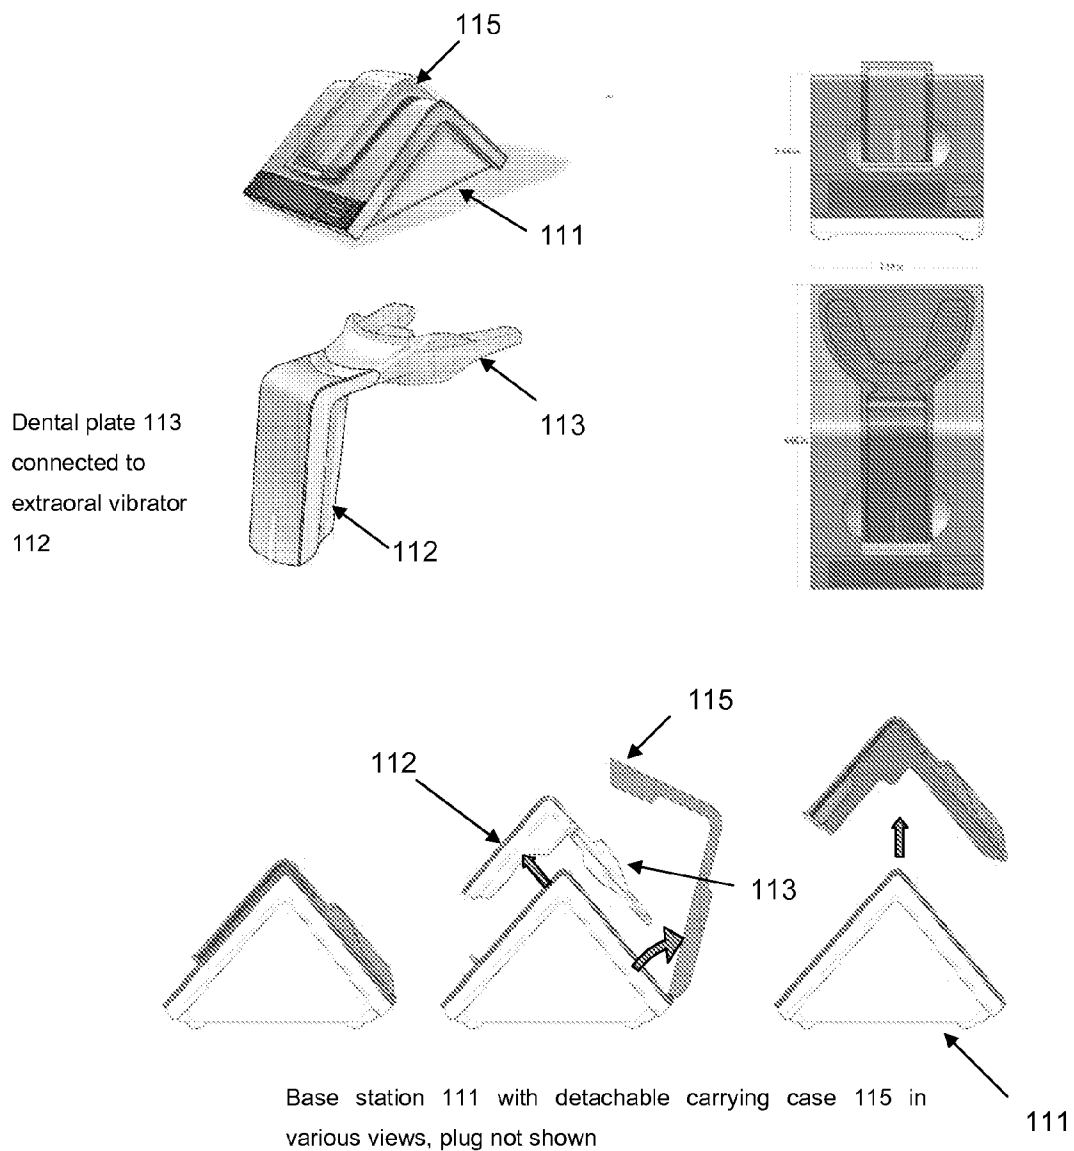 115
111
113
Dental plate 113
connected to
extraoral vibrator
112
112
115
112
113
Base station 111 with detachable carrying case 115 in
various views, plug not shown
111